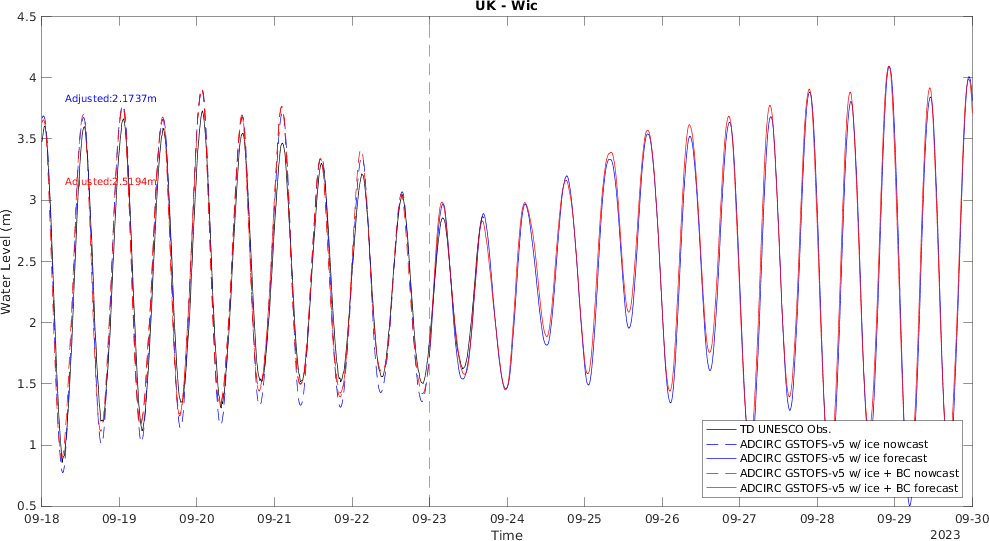 UK - Wic
4.5
4
3.5
3
2.5
2
1.5
1
0.5
Water Level (m)
Adjusted:2.1737m
Adjusted:2.5194m
TD UNESCO Obs.
ADCIRC GSTOFS-v5 w/ ice nowcast
ADCIRC GSTOFS-v5 w/ ice forecast
ADCIRC GSTOFS-v5 w/ ice + BC nowcast
ADCIRC GSTOFS-v5 w/ ice + BC forecast
09-18 09-19 09-20 09-21 09-22 09-23 09-24 09-25 09-26 09-27 09-28 09-29 09-30
Time
2023